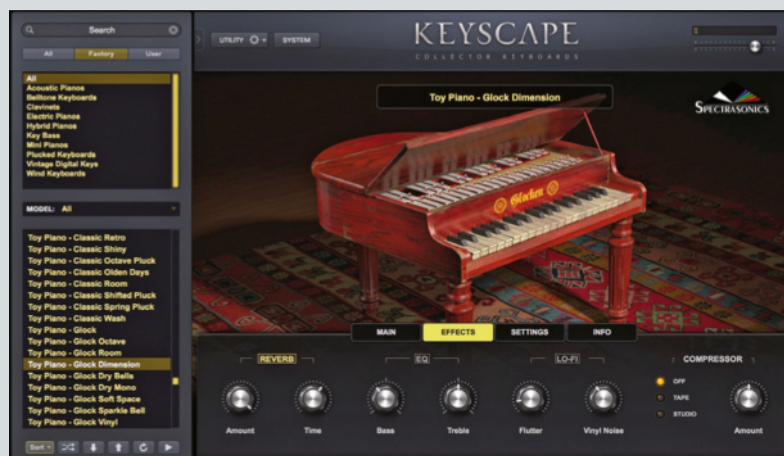 Search
All Factory User
All
Acoustic Pianos
Belltone Keyboards
Clavinets
Electric Pianos
Hybrid Pianos
Key Bass
Mini Pianos
Plucked Keyboards
Vintage Digital Keys
Wind Keyboards
MODEL: All
Toy Piano - Classic Retro
Toy Piano - Classic Shiny
Toy Piano - Classic Octave Pluck
Toy Piano - Classic Olden Days
Toy Piano - Classic Room
Toy Piano - Classic Shifted Pluck
Toy Piano - Classic Spring Pluck
Toy Piano - Classic Wash
Toy Piano - Glock
Toy Piano - Glock Octave
Toy Piano - Glock Room
Toy Piano - Glock Dimension
Toy Piano - Glock Dry Bells
Toy Piano - Glock Dry Mono
Toy Piano - Glock Soft Space
Toy Piano - Glock Sparkle Bell
Toy Piano - Glock Vinyl
Sort
UTILITY SYSTEM
KEYSCAPE
COLLECTOR KEYBOARDS
Toy Piano - Glock Dimension
SPECTRASONICS
Glocken
MAIN EFFECTS SETTINGS INFO
REVERB EQ LO-FI COMPRESSOR
OFF
TAPE
STUDIO
Amount Time Bass Treble Flutter Vinyl Noise Amount